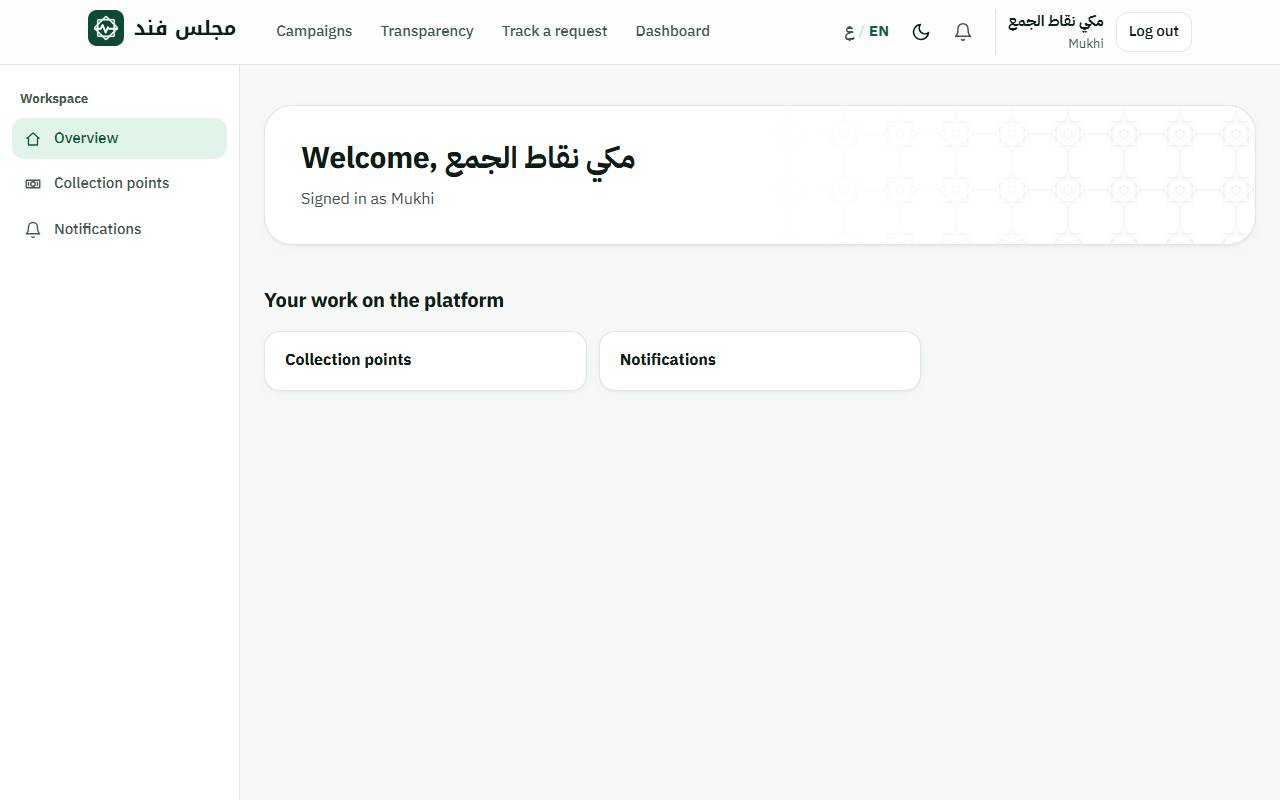 مجلس فند
Campaigns
Transparency
Track a request
Dashboard
ع / EN
مكي نقاط الجمع
Mukhi
Log out
Workspace
Overview
Collection points
Notifications
Welcome, مكي نقاط الجمع
Signed in as Mukhi
Your work on the platform
Collection points
Notifications